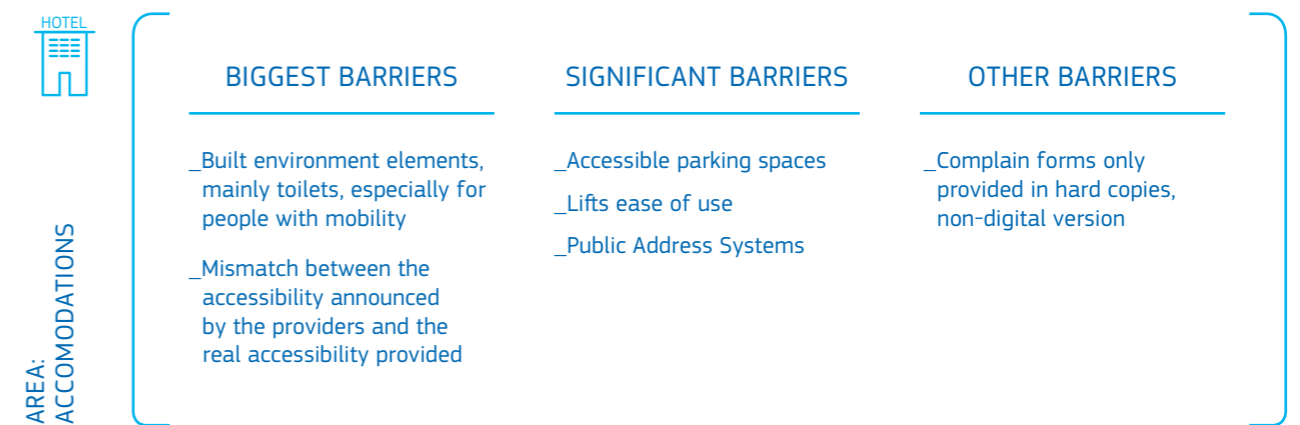 HOTEL
AREA:
ACCOMODATIONS
BIGGEST BARRIERS
_Built environment elements,
mainly toilets, especially for
people with mobility
_Mismatch between the
accessibility announced
by the providers and the
real accessibility provided
SIGNIFICANT BARRIERS
_Accessible parking spaces
_Lifts ease of use
_Public Address Systems
OTHER BARRIERS
_Complain forms only
provided in hard copies,
non-digital version